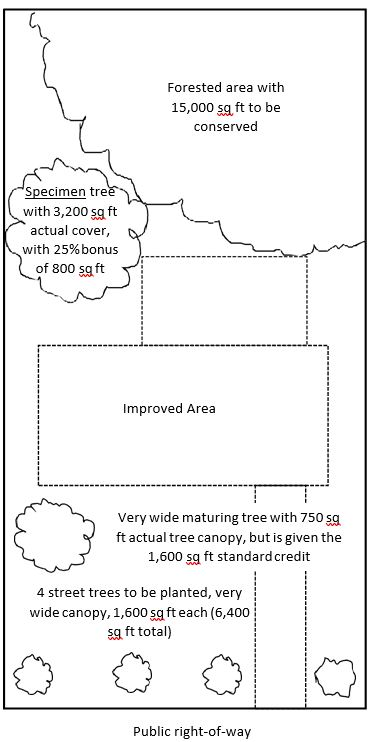 Forested area with
15,000 sq ft to be
conserved
Specimen tree
with 3,200 sq ft
actual cover,
with 25% bonus
of 800 sq ft
Improved Area
Very wide maturing tree with 750 sq
ft actual tree canopy, but is given the
1,600 sq ft standard credit
4 street trees to be planted, very
wide canopy, 1,600 sq ft each (6,400
sq ft total)
Public right-of-way